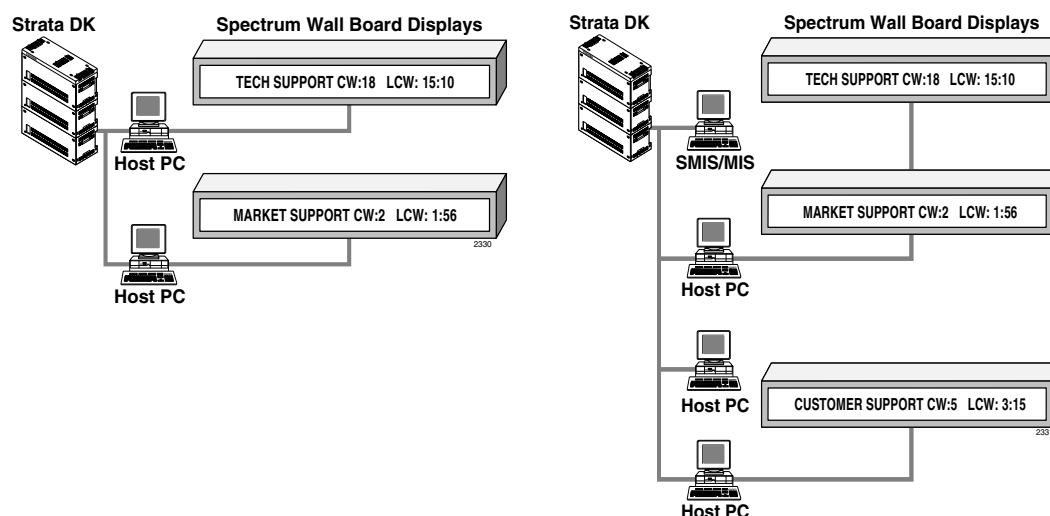 Strata DK
Spectrum Wall Board Displays
TECH SUPPORT CW:18 LCW: 15:10
Host PC
MARKET SUPPORT CW:2 LCW: 1:56
2330
Host PC
Strata DK
Spectrum Wall Board Displays
TECH SUPPORT CW:18 LCW: 15:10
SMIS/MIS
MARKET SUPPORT CW:2 LCW: 1:56
Host PC
Host PC
CUSTOMER SUPPORT CW:5 LCW: 3:15
Host PC